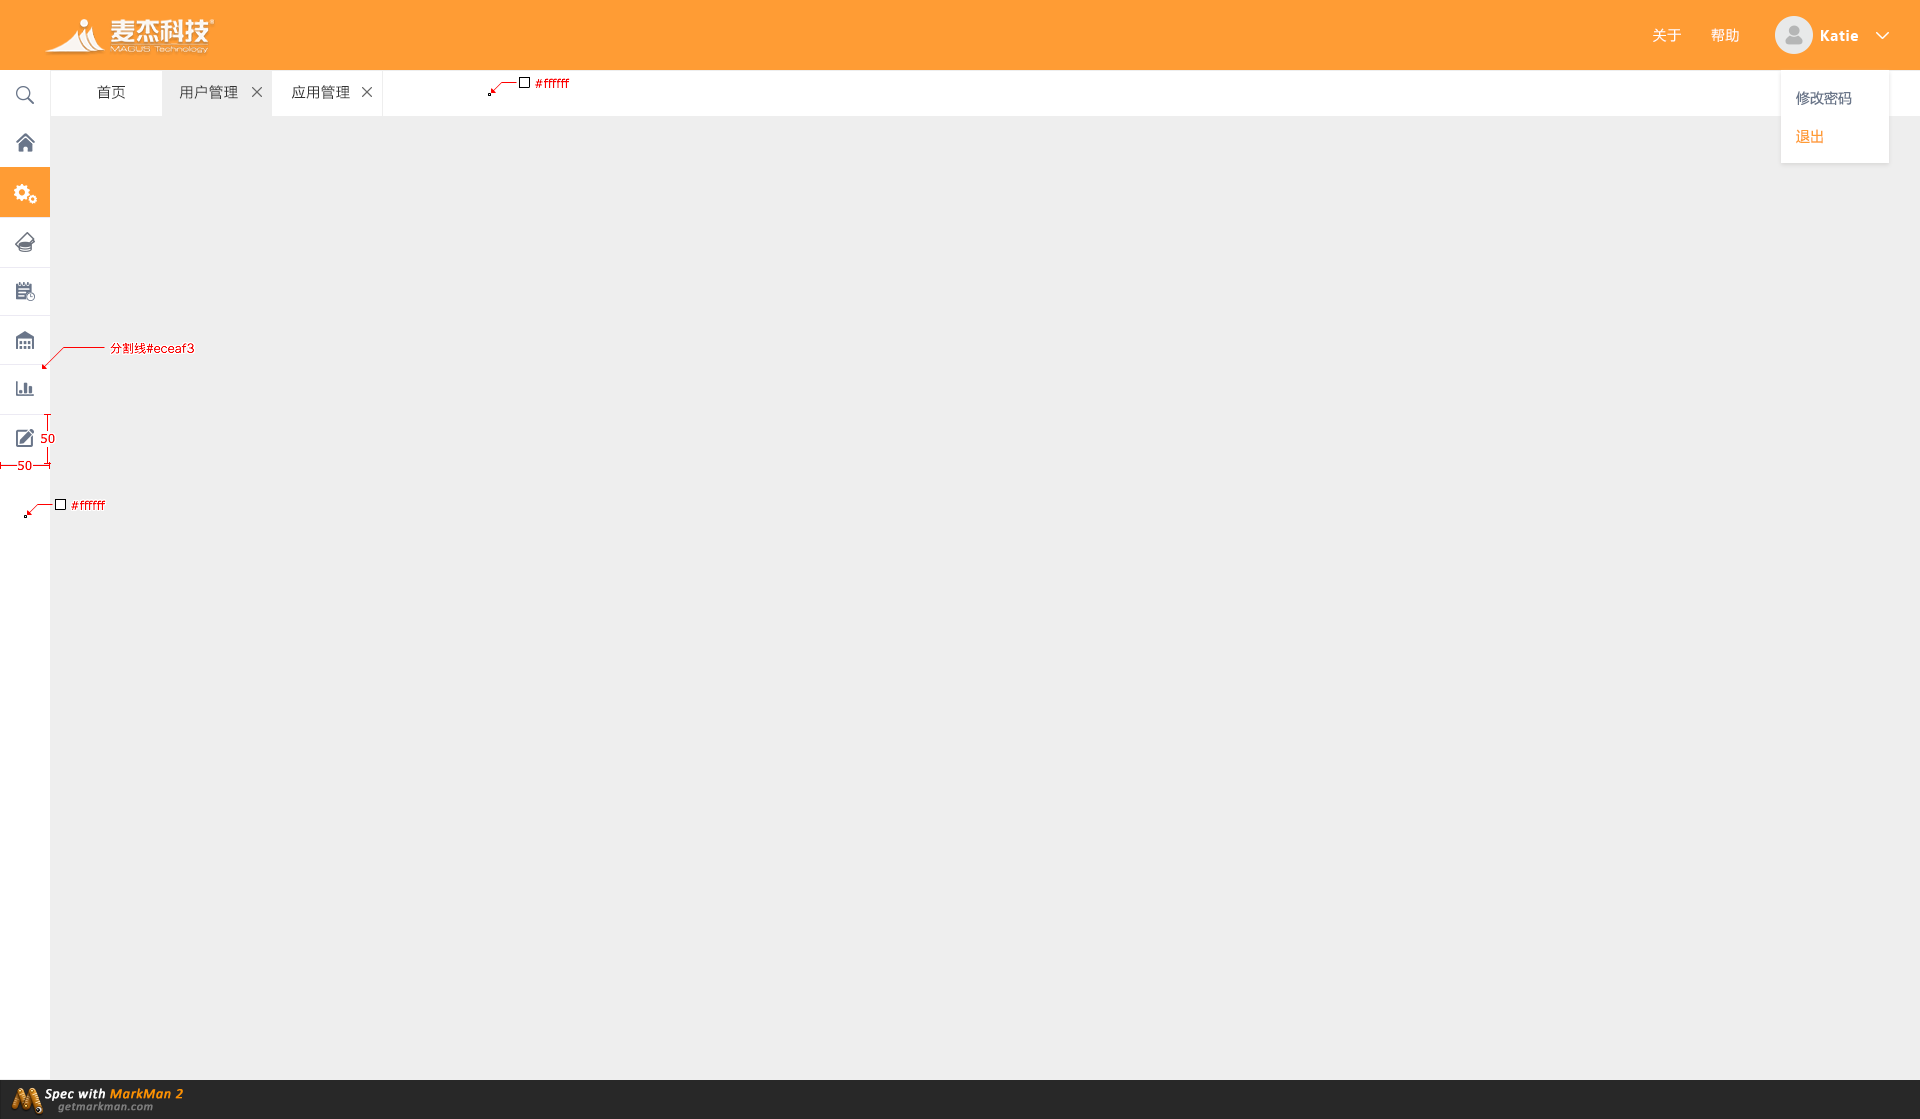 麦杰科技®
MAGUS Technology
关于
帮助
Katie
首页
用户管理
应用管理
#ffffff
修改密码
退出
分割线#eceaf3
50
50
#ffffff
Spec with MarkMan 2
getmarkman.com